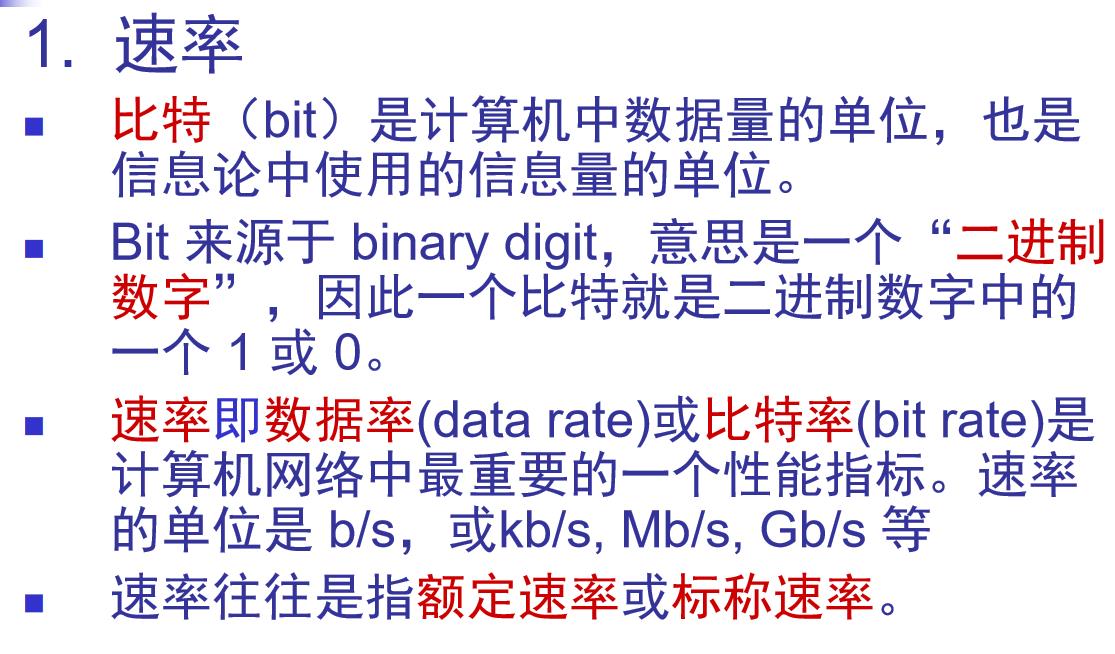 1. 速率
比特（bit）是计算机中数据量的单位，也是
信息论中使用的信息量的单位。
Bit 来源于 binary digit，意思是一个“二进制
数字”，因此一个比特就是二进制数字中的
一个 1 或 0。
速率即数据率(data rate)或比特率(bit rate)是
计算机网络中最重要的一个性能指标。速率
的单位是 b/s，或kb/s, Mb/s, Gb/s 等
速率往往是指额定速率或标称速率。